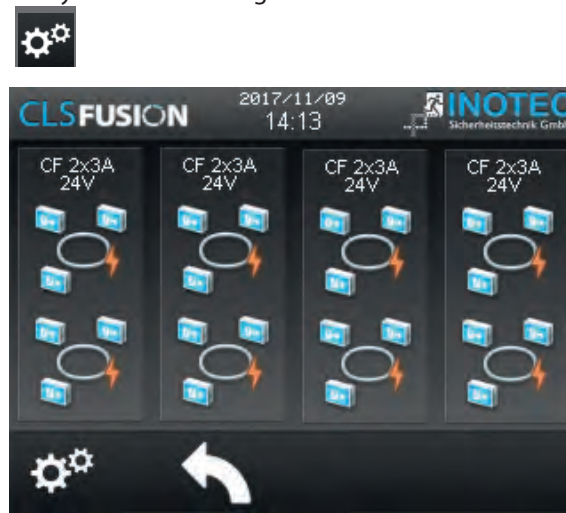 CLSFUSION
2017/11/09
14:13
INOTEC
Sicherheitstechnik Gmb
CF 2x3A
24V
CF 2x3A
24V
CF 2x3A
24V
CF 2x3A
24V